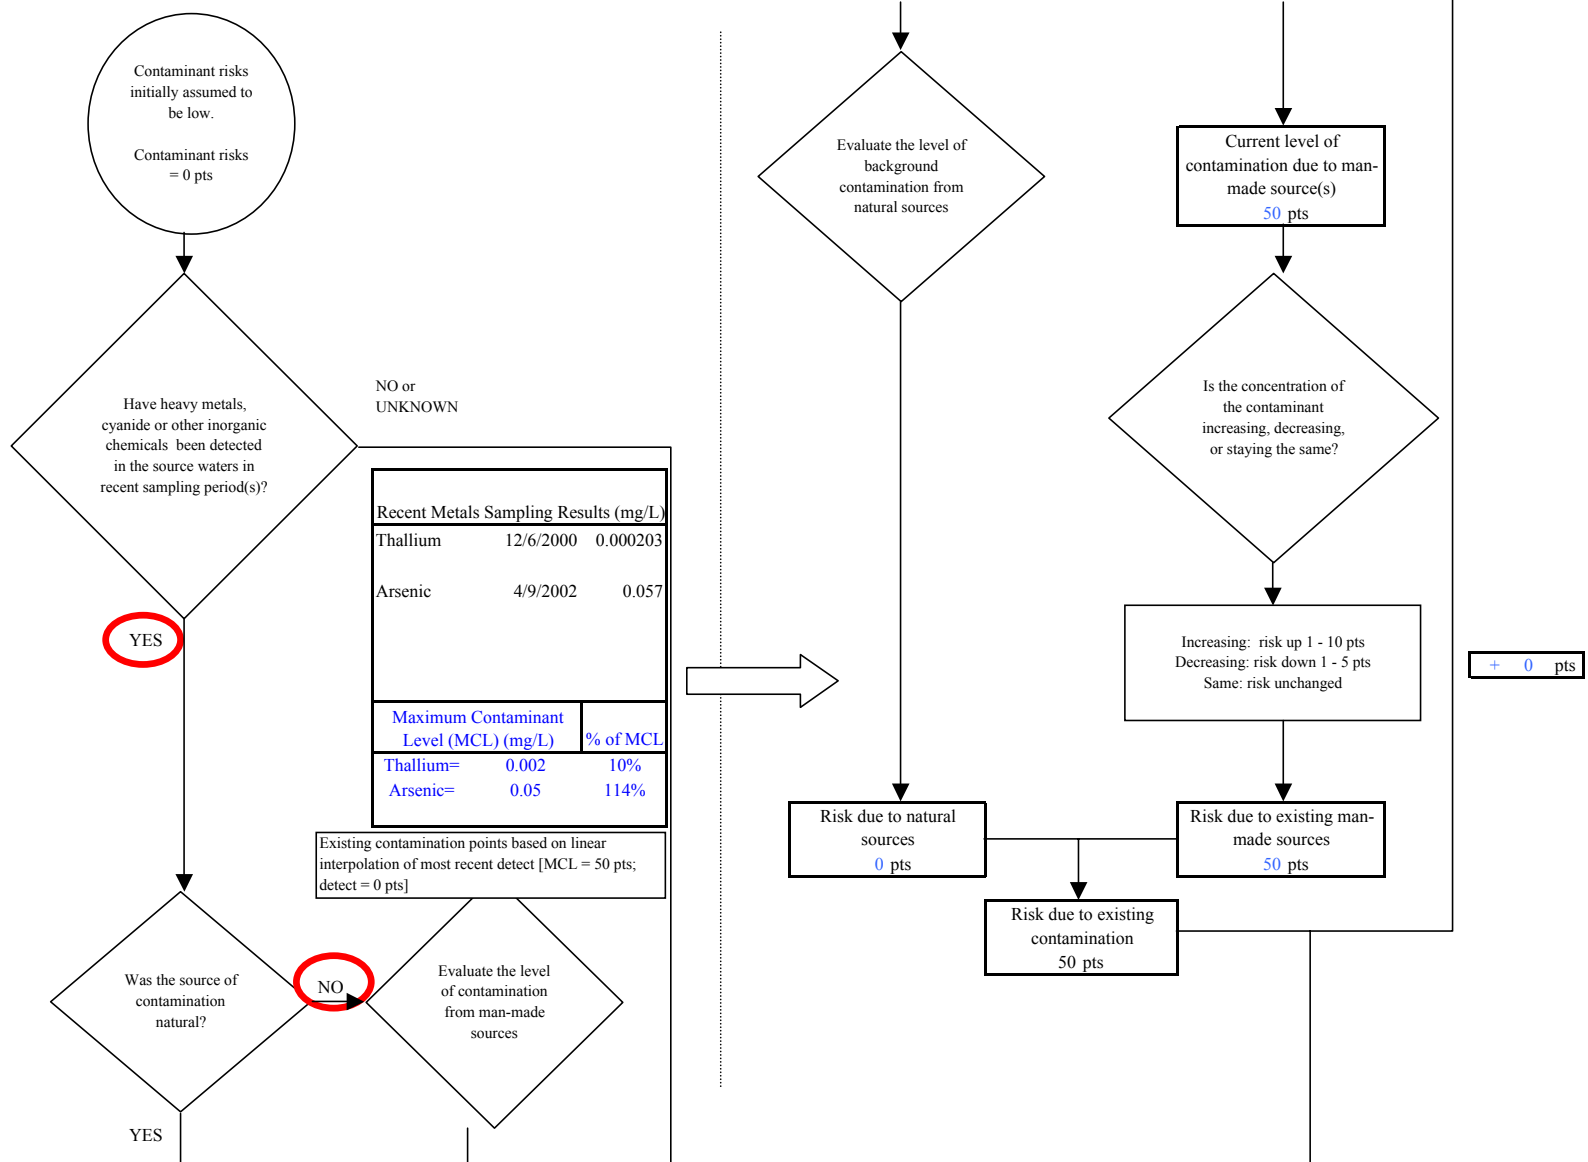 Contaminant risks
initially assumed to
be low.
Contaminant risks
= 0 pts
Have heavy metals,
cyanide or other inorganic
chemicals been detected
in the source waters in
recent sampling period(s)?
NO or
UNKNOWN
YES
Recent Metals Sampling Results (mg/L)
Thallium 12/6/2000 0.000203
Arsenic 4/9/2002 0.057
Maximum Contaminant
Level (MCL) (mg/L) % of MCL
Thallium= 0.002 10%
Arsenic= 0.05 114%
Existing contamination points based on linear
interpolation of most recent detect [MCL = 50 pts;
detect = 0 pts]
Was the source of
contamination
natural?
NO
YES
Evaluate the level
of contamination
from man-made
sources
Evaluate the level of
background
contamination from
natural sources
Current level of
contamination due to man-
made source(s)
50 pts
Is the concentration of
the contaminant
increasing, decreasing,
or staying the same?
Increasing: risk up 1 - 10 pts
Decreasing: risk down 1 - 5 pts
Same: risk unchanged
+ 0 pts
Risk due to natural
sources
0 pts
Risk due to existing man-
made sources
50 pts
Risk due to existing
contamination
50 pts